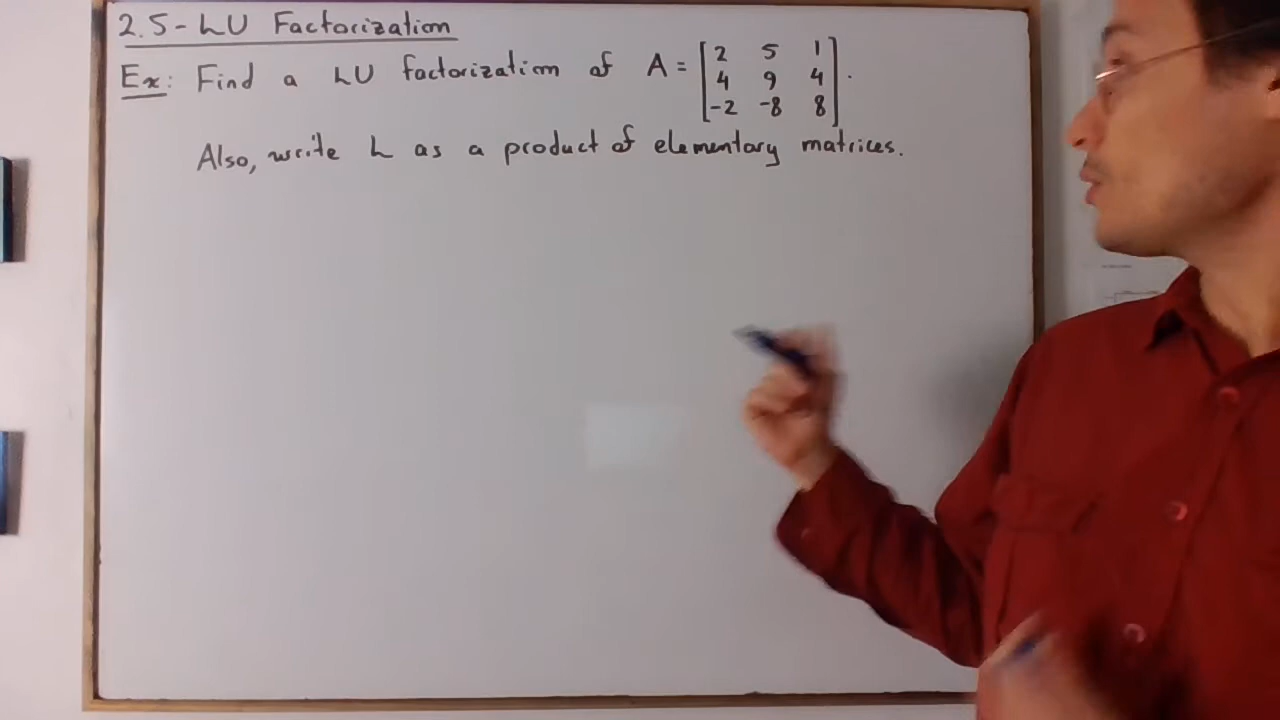 2.5 - LU Factorization
Ex: Find a LU factorization of A = [2 5 1
4 9 4
-2 -8 8].
Also, write L as a product of elementary matrices.